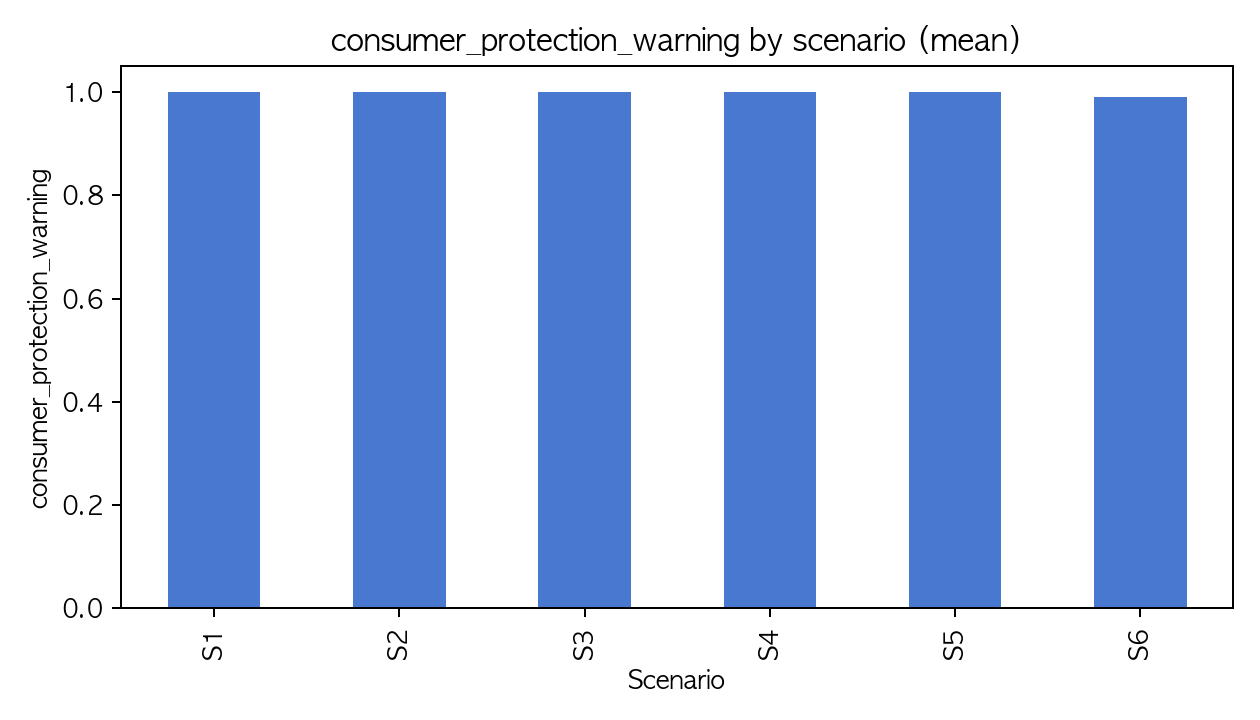 consumer_protection_warning by scenario (mean)
consumer_protection_warning
1.0
0.8
0.6
0.4
0.2
0.0
S1
S2
S3
S4
S5
S6
Scenario